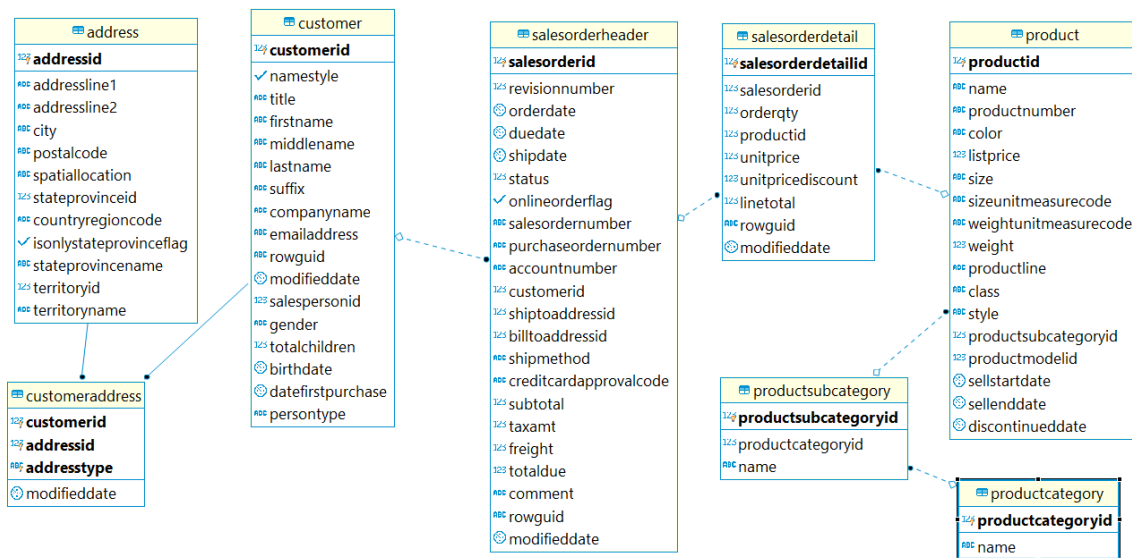 address
addressid
addressline1
addressline2
city
postalcode
spatiallocation
stateprovinceid
countryregioncode
isonlystateprovinceflag
stateprovincename
territoryid
territoryname
customer
customerid
namestyle
title
firstname
middlename
lastname
suffix
companyname
emailaddress
rowguid
modifieddate
salespersonid
gender
totalchildren
birthdate
datefirstpurchase
persontype
salesorderheader
salesorderid
revisionnumber
orderdate
duedate
shipdate
status
onlineorderflag
salesordernumber
purchaseordernumber
accountnumber
customerid
shiptoaddressid
billtoaddressid
shipmethod
creditcardapprovalcode
subtotal
taxamt
freight
totaldue
comment
rowguid
modifieddate
salesorderdetail
salesorderdetailid
salesorderid
orderqty
productid
unitprice
unitpricediscount
linetotal
rowguid
modifieddate
product
productid
name
productnumber
color
listprice
size
sizeunitmeasurecode
weightunitmeasurecode
weight
productline
class
style
productsubcategoryid
productmodelid
sellstartdate
sellenddate
discontinueddate
customeraddress
customerid
addressid
addresstype
modifieddate
productsubcategory
productsubcategoryid
productcategoryid
name
productcategory
productcategoryid
name